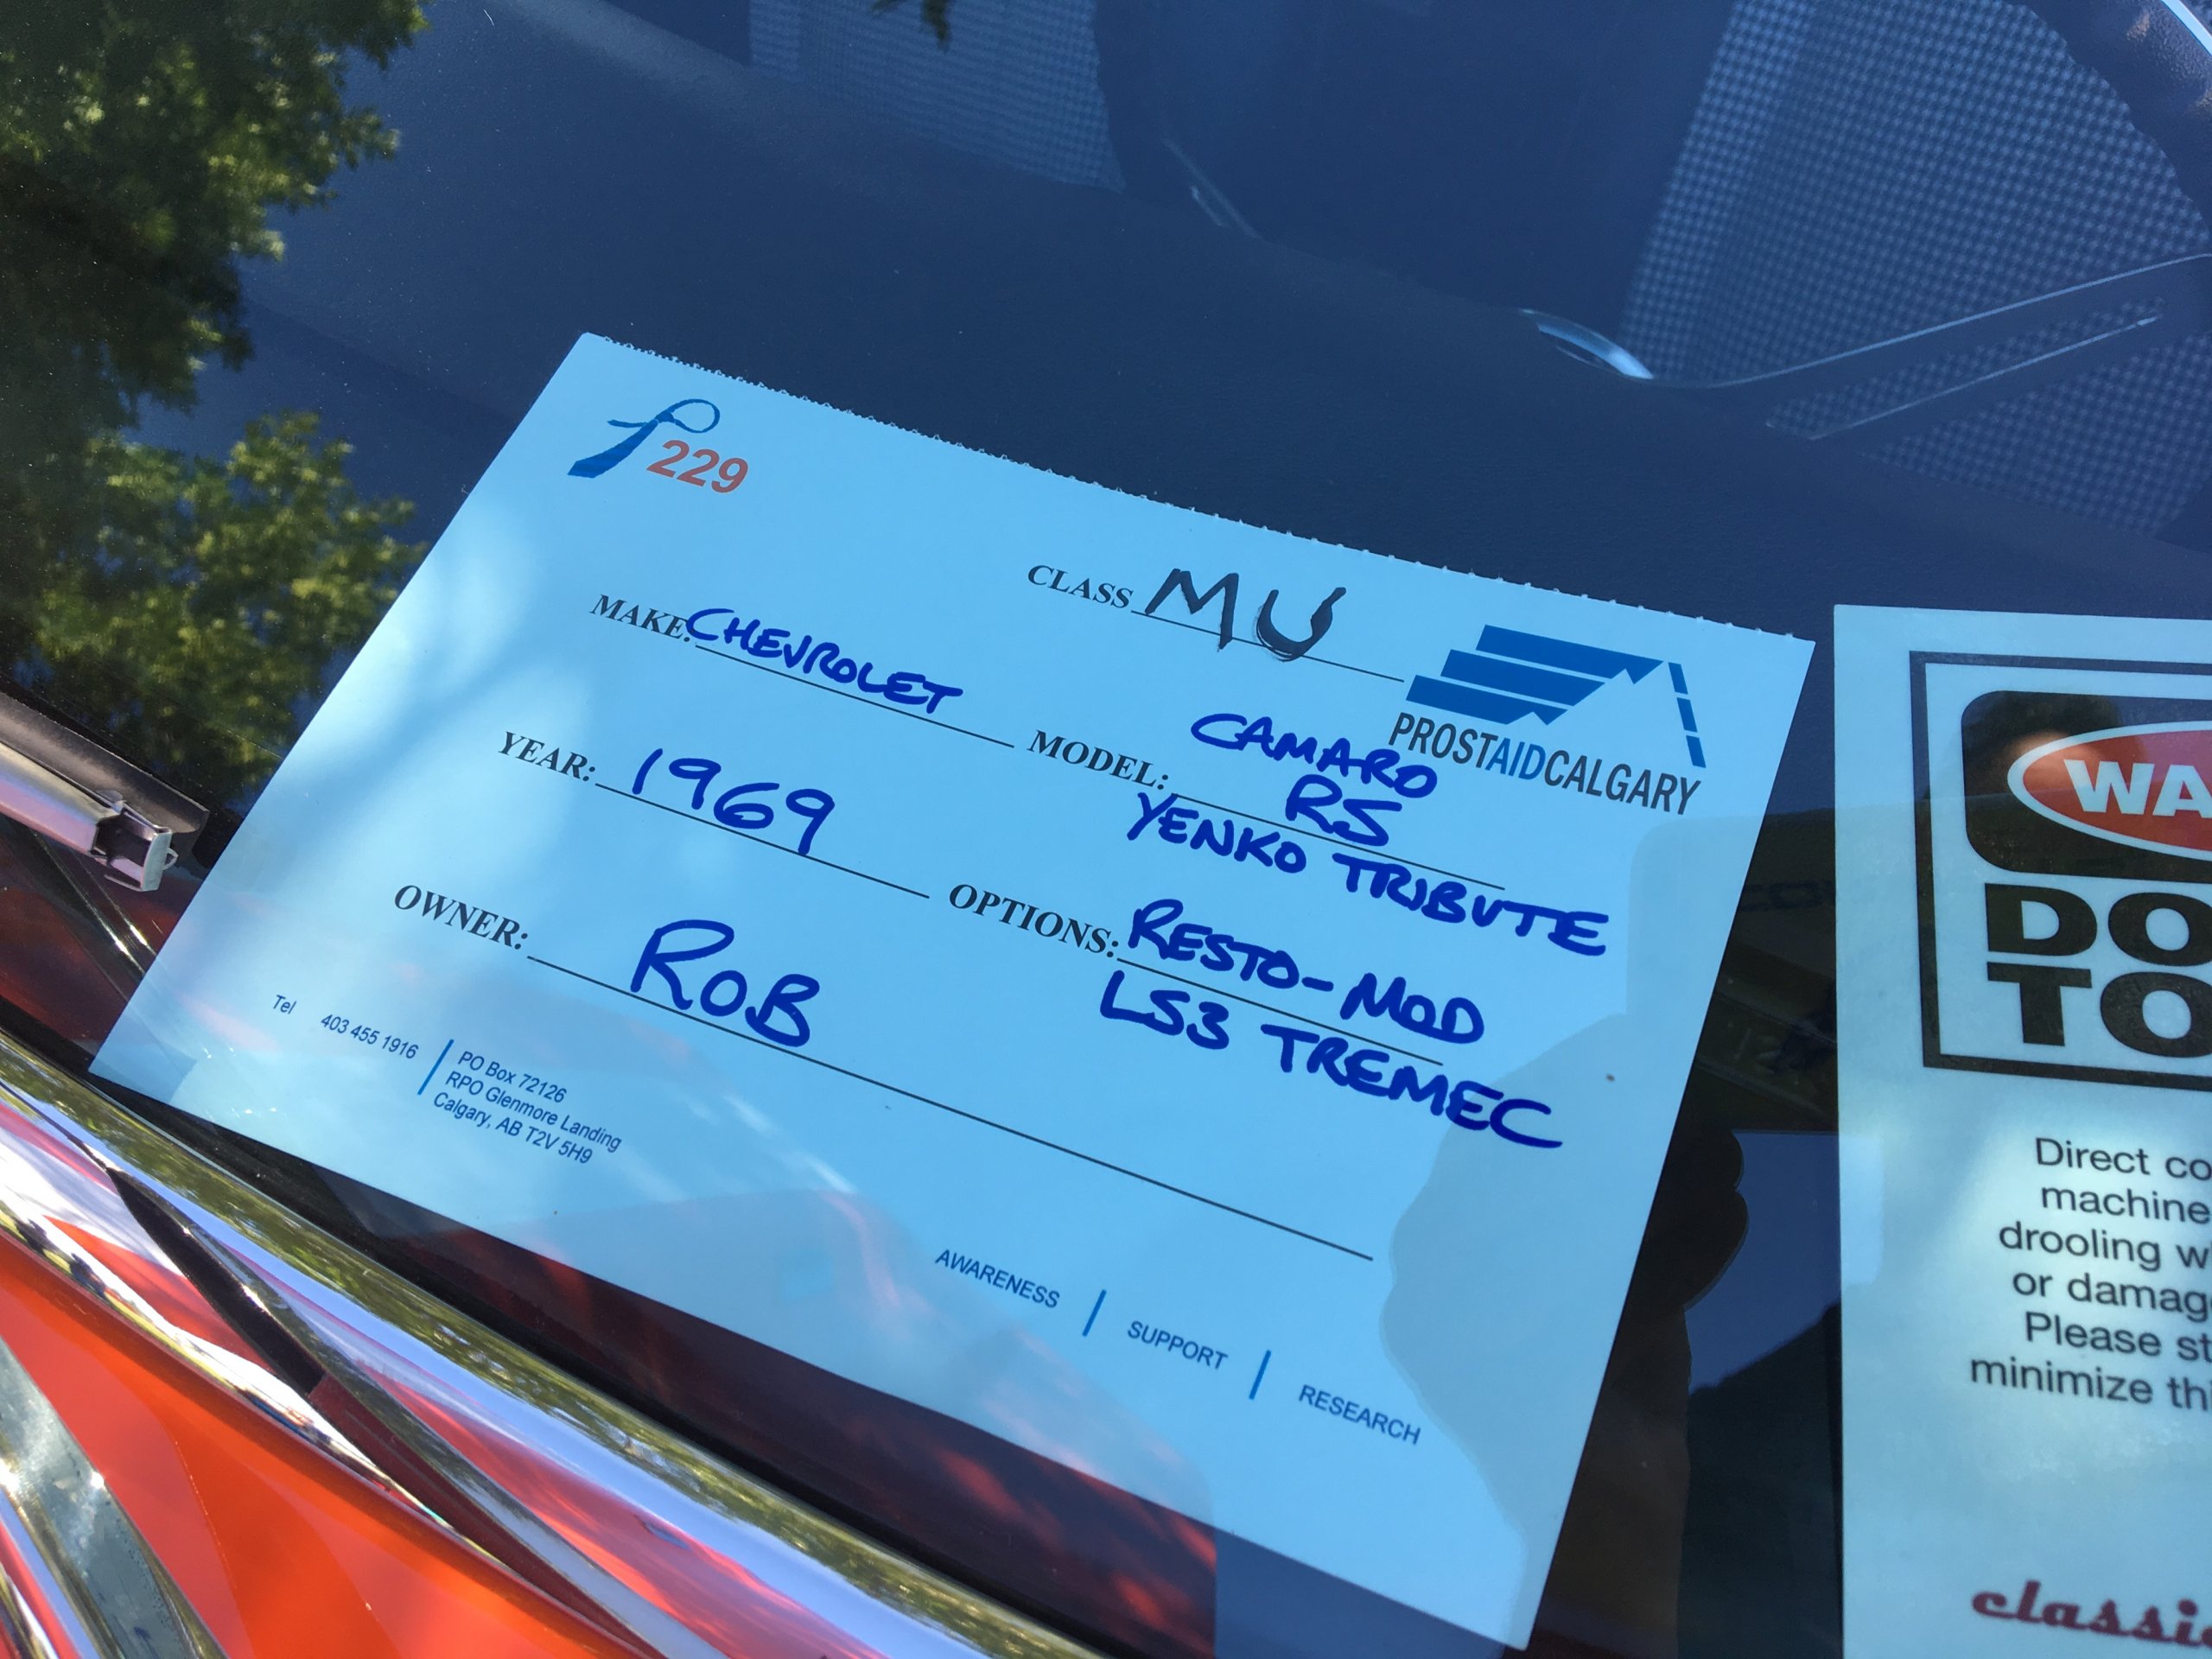 229
CLASS MU
PROSTAIDCALGARY
MAKE: CHEVROLET
MODEL: CAMARO
RS
YENKO TRIBUTE
YEAR: 1969
OPTIONS: RESTO-MOD
LS3 TREMEC
OWNER: ROB
Tel 403 455 1916
PO Box 72126
RPO Glenmore Landing
Calgary, AB T2V 5H9
AWARENESS | SUPPORT | RESEARCH
WA
DO
TO
Direct co
machine
drooling w
or damag
Please st
minimize thi
classi